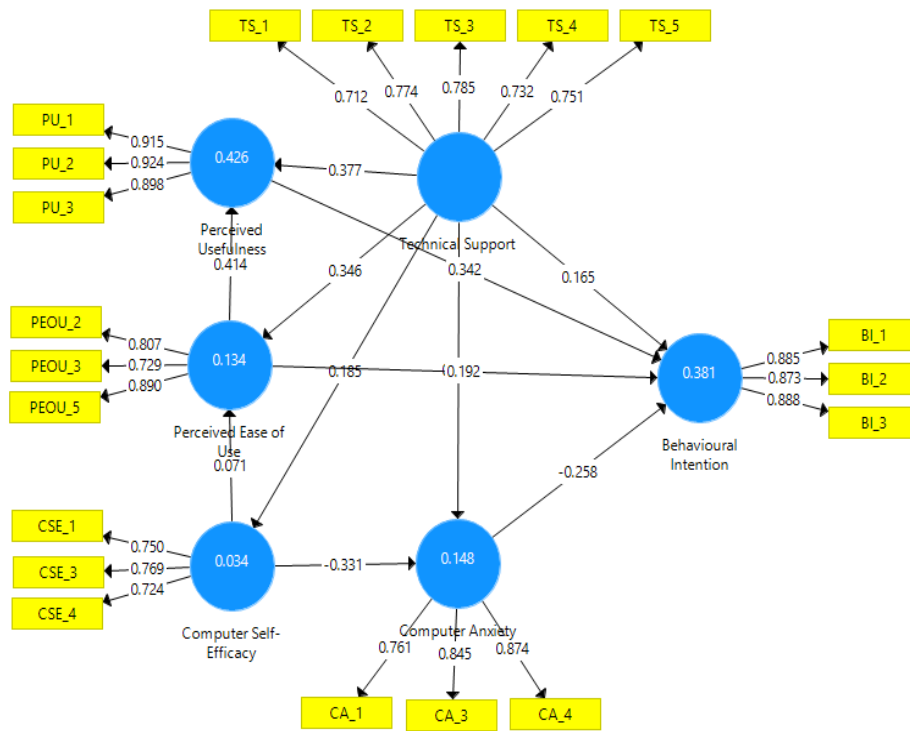 TS_1
TS_2
TS_3
TS_4
TS_5
0.712
0.774
0.785
0.732
0.751
PU_1
PU_2
PU_3
0.915
0.924
0.898
0.426
0.377
Perceived
Usefulness
Technical Support
0.414
0.346
0.342
0.165
PEOU_2
PEOU_3
PEOU_5
0.807
0.729
0.890
0.134
0.185
0.192
0.381
0.885
0.873
0.888
BI_1
BI_2
BI_3
Perceived Ease of
Use
Behavioural
Intention
0.071
-0.258
CSE_1
CSE_3
CSE_4
0.750
0.769
0.724
0.034
-0.331
0.148
Computer Self-
Efficacy
Computer Anxiety
0.761
0.845
0.874
CA_1
CA_3
CA_4